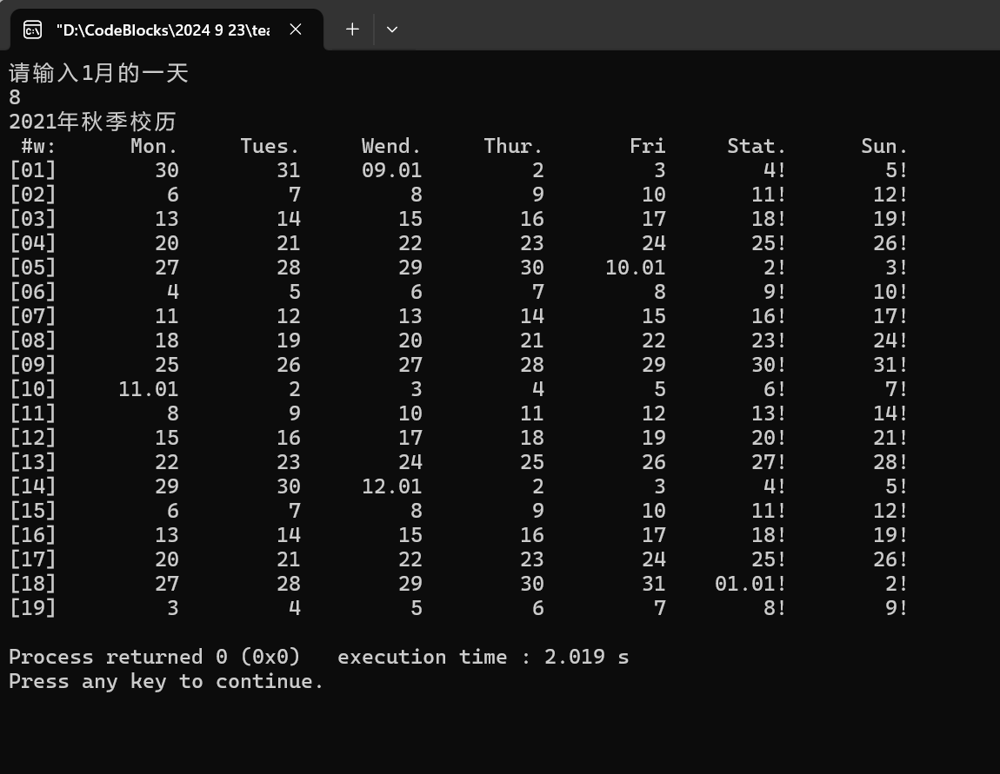 "D:\CodeBlocks\2024 9 23\tea
请输入1月的一天
8
2021年秋季校历
#w: Mon. Tues. Wend. Thur. Fri Stat. Sun.
[01] 30 31 09.01 2 3 4! 5!
[02] 6 7 8 9 10 11! 12!
[03] 13 14 15 16 17 18! 19!
[04] 20 21 22 23 24 25! 26!
[05] 27 28 29 30 10.01 2! 3!
[06] 4 5 6 7 8 9! 10!
[07] 11 12 13 14 15 16! 17!
[08] 18 19 20 21 22 23! 24!
[09] 25 26 27 28 29 30! 31!
[10] 11.01 2 3 4 5 6! 7!
[11] 8 9 10 11 12 13! 14!
[12] 15 16 17 18 19 20! 21!
[13] 22 23 24 25 26 27! 28!
[14] 29 30 12.01 2 3 4! 5!
[15] 6 7 8 9 10 11! 12!
[16] 13 14 15 16 17 18! 19!
[17] 20 21 22 23 24 25! 26!
[18] 27 28 29 30 31 01.01! 2!
[19] 3 4 5 6 7 8! 9!
Process returned 0 (0x0) execution time : 2.019 s
Press any key to continue.